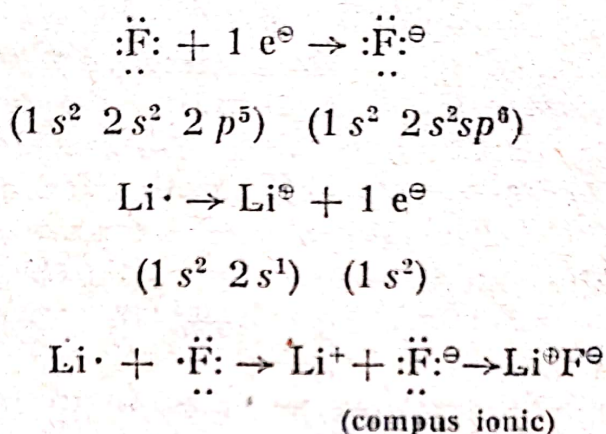 :F̤̈: + 1 e⊖ → :F̤̈:⊖
(1 s² 2 s² 2 p⁵) (1 s² 2 s²sp⁶)
Li· → Li⊕ + 1 e⊖
(1 s² 2 s¹) (1 s²)
Li· + ·F̤̈: → Li⁺ + :F̤̈:⊖→Li⊕F⊖
(compus ionic)